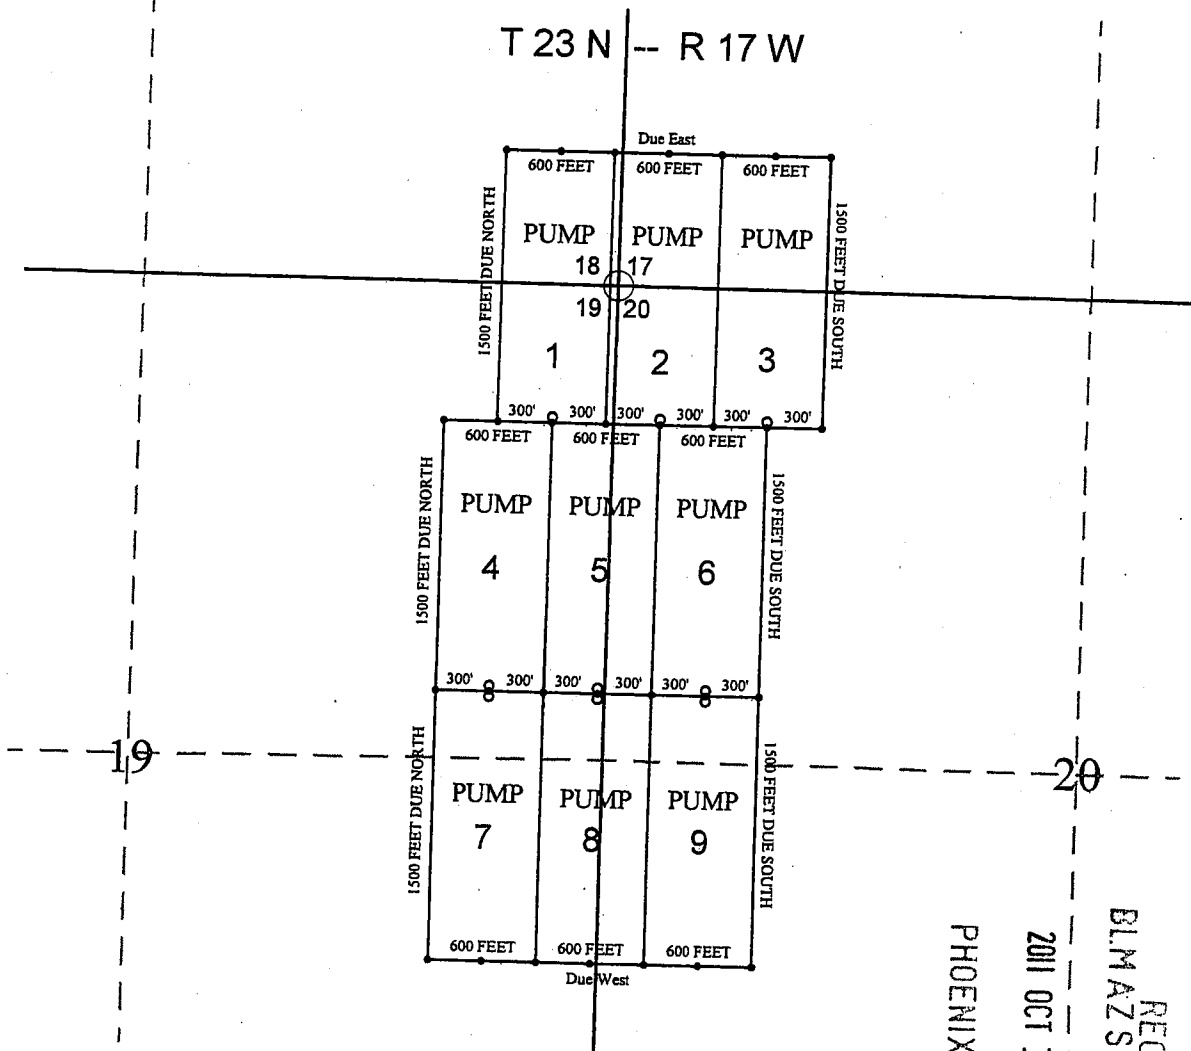 T 23 N -- R 17 W
Due East
600 FEET 600 FEET 600 FEET
1500 FEET DUE NORTH
PUMP PUMP PUMP
1500 FEET DUE SOUTH
18 17
19 20
1 2 3
300' 300' 300' 300' 300' 300'
600 FEET 600 FEET 600 FEET
1500 FEET DUE NORTH
PUMP PUMP PUMP
1500 FEET DUE SOUTH
4 5 6
300' 300' 300' 300' 300' 300'
19
20
1500 FEET DUE NORTH
PUMP PUMP PUMP
1500 FEET DUE SOUTH
7 8 9
600 FEET 600 FEET 600 FEET
Due West
REC
BLM AZ S
2011 OCT
PHOENIX